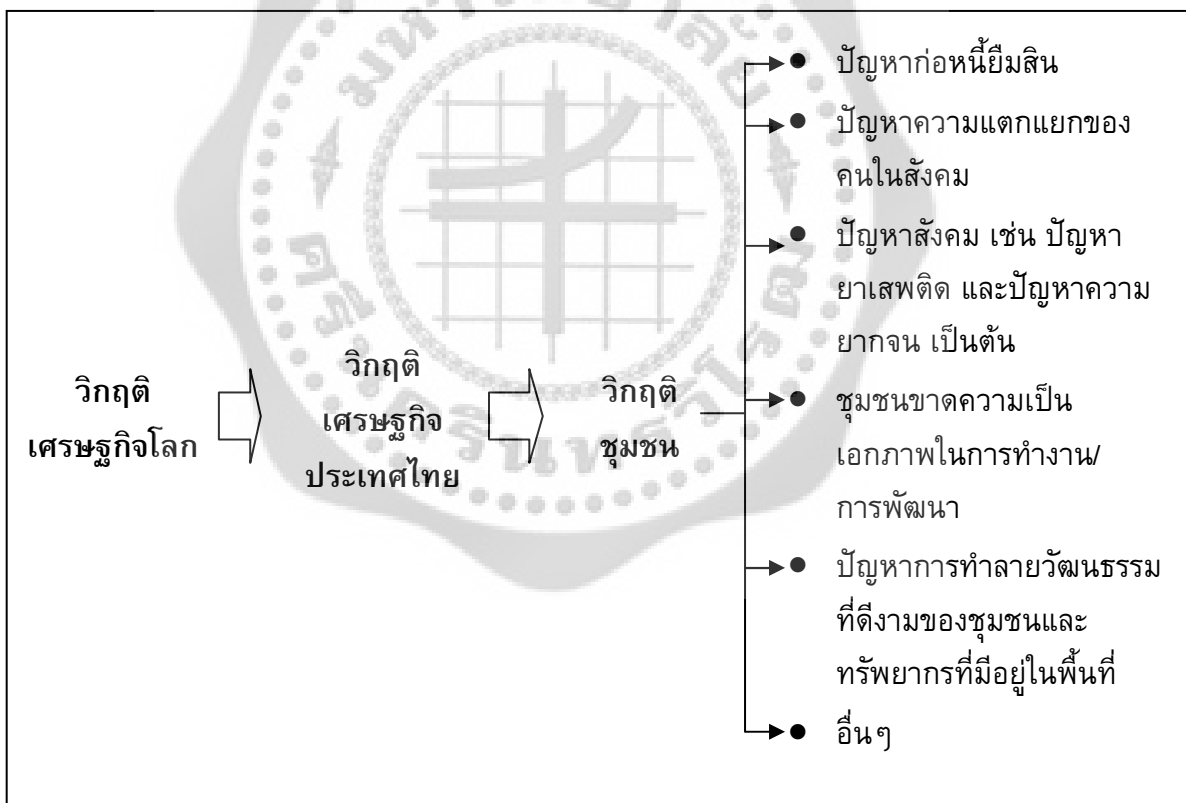 วิกฤติ
เศรษฐกิจโลก
วิกฤติ
เศรษฐกิจ
ประเทศไทย
วิกฤติ
ชุมชน
● ปัญหาก่อหนี้ยืมสิน
● ปัญหาความแตกแยกของ
คนในสังคม
● ปัญหาสังคม เช่น ปัญหา
ยาเสพติด และปัญหาความ
ยากจน เป็นต้น
● ชุมชนขาดความเป็น
เอกภาพในการทำงาน/
การพัฒนา
● ปัญหาการทำลายวัฒนธรรม
ที่ดีงามของชุมชนและ
ทรัพยากรที่มีอยู่ในพื้นที่
● อื่นๆ